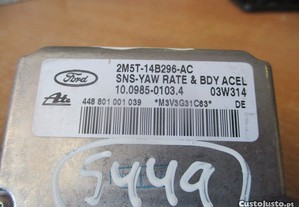 Ford
2M5T-14B296-AC
SNS-YAW RATE & BDY ACEL
10.0985-0103.4 03W314
Ate
448 801 001 039 *M3V3G31C63* DE
5449
CustoJusto